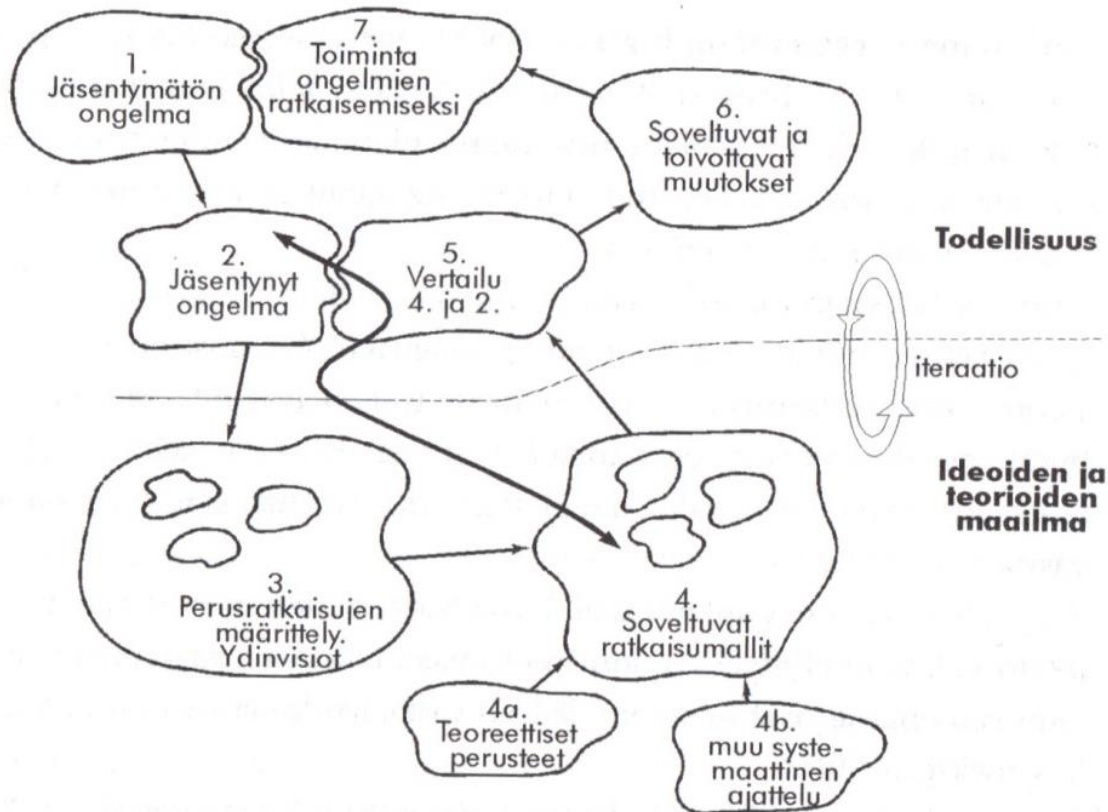 1.
Jäsentymätön
ongelma
7.
Toiminta
ongelmien
ratkaisemiseksi
6.
Soveltuvat ja
toivottavat
muutokset
2.
Jäsentynyt
ongelma
5.
Vertailu
4. ja 2.
Todellisuus
iteraatio
Ideoiden ja
teorioiden
maailma
3.
Perusratkaisujen
määrittely.
Ydinvisiot
4.
Soveltuvat
ratkaisumallit
4a.
Teoreettiset
perusteet
4b.
muu syste-
maattinen
ajattelu